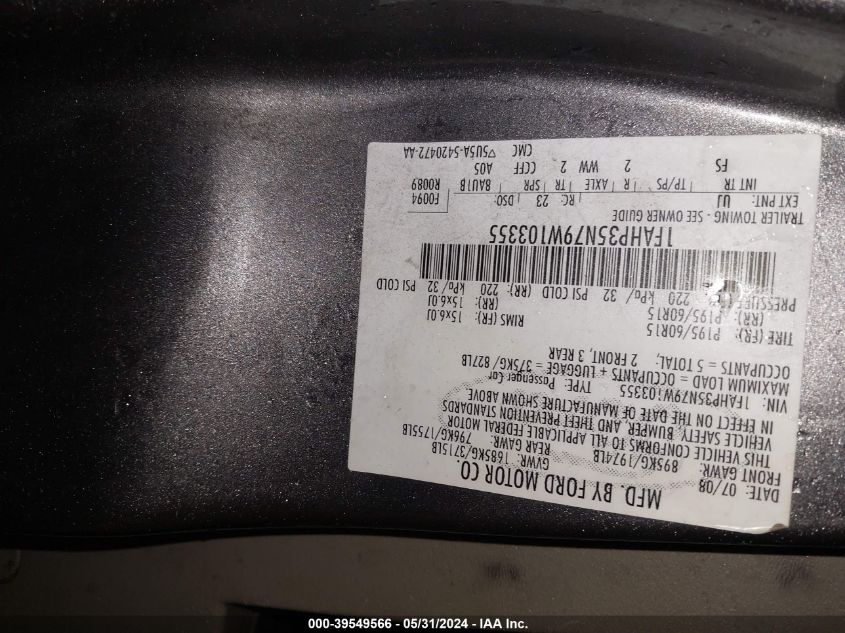 MFD. BY FORD MOTOR CO.
DATE: 07/08 GVWR: 1685KG/3715LB
FRONT GAWR: REAR GAWR:
895KG/1974LB 796KG/1755LB
THIS VEHICLE CONFORMS TO ALL APPLICABLE FEDERAL MOTOR
VEHICLE SAFETY, BUMPER, AND THEFT PREVENTION STANDARDS
IN EFFECT ON THE DATE OF MANUFACTURE SHOWN ABOVE.
VIN: 1FAHP35N79W103355 TYPE: Passenger Car
MAXIMUM LOAD = OCCUPANTS + LUGGAGE = 375KG/827LB
OCCUPANTS = 5 TOTAL: 2 FRONT, 3 REAR
TIRE (FR): P195/60R15 RIMS (FR): 15x6.0J
(RR): P195/60R15 (RR): 15x6.0J
PRESSURE 220 kPa/ 32 PSI COLD (RR): 220 kPa/ 32 PSI COLD
1FAHP35N79W103355
TRAILER TOWING - SEE OWNER GUIDE
EXT PNT: UJ RC: 23 DSO: F0094
INT TR TP/PS R AXLE TR SPR 8AU1B R0089
FS 2 WW 2 CCFF A05
CMC ▽5U5A-5420472-AA
000-39549566 / 05/31/2024 - IAA Inc.